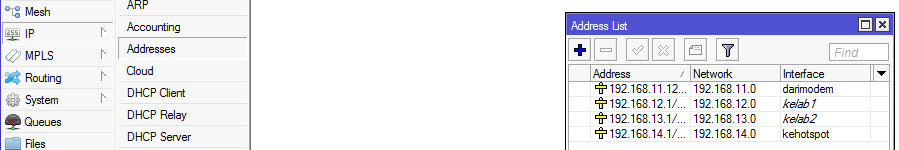 Mesh
IP
MPLS
Routing
System
Queues
Files
ARP
Accounting
Addresses
Cloud
DHCP Client
DHCP Relay
DHCP Server
Address List
Find
Address Network Interface
192.168.11.12... 192.168.11.0 darimodem
192.168.12.1/... 192.168.12.0 kelab1
192.168.13.1/... 192.168.13.0 kelab2
192.168.14.1/... 192.168.14.0 kehotspot